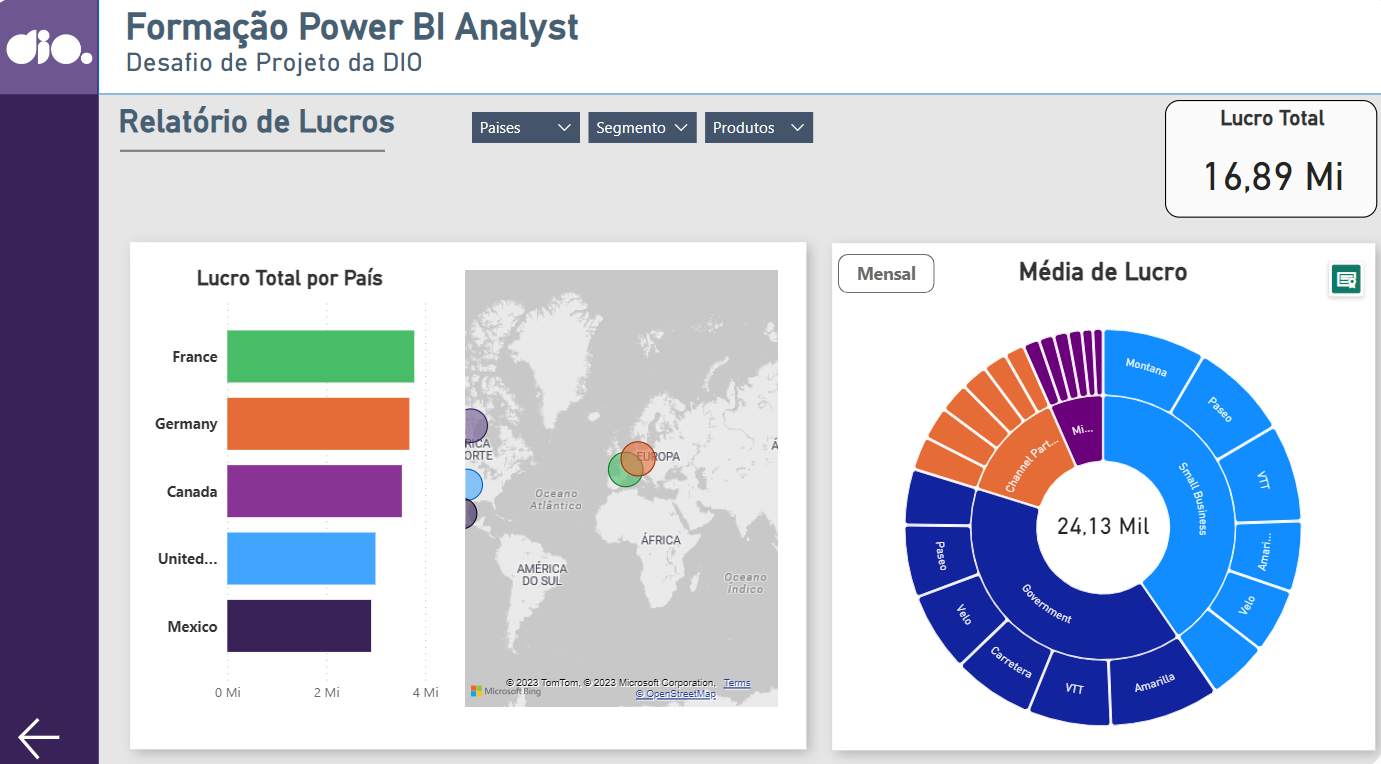 dio.
Formação Power BI Analyst
Desafio de Projeto da DIO
Relatório de Lucros
Paises
Segmento
Produtos
Lucro Total
16,89 Mi
Lucro Total por País
France
Germany
Canada
United...
Mexico
0 Mi
2 Mi
4 Mi
RICA
ORTE
EUROPA
Oceano
Atlântico
ÁFRICA
AMÉRICA
DO SUL
Oceano
Índico
Á
Microsoft Bing
© 2023 TomTom, © 2023 Microsoft Corporation, Terms
© OpenStreetMap
Mensal
Média de Lucro
Montana
Paseo
VTT
Amari...
Velo
Small Business
Amarilla
VTT
Carretera
Velo
Paseo
Government
Channel Part...
Mi...
24,13 Mil